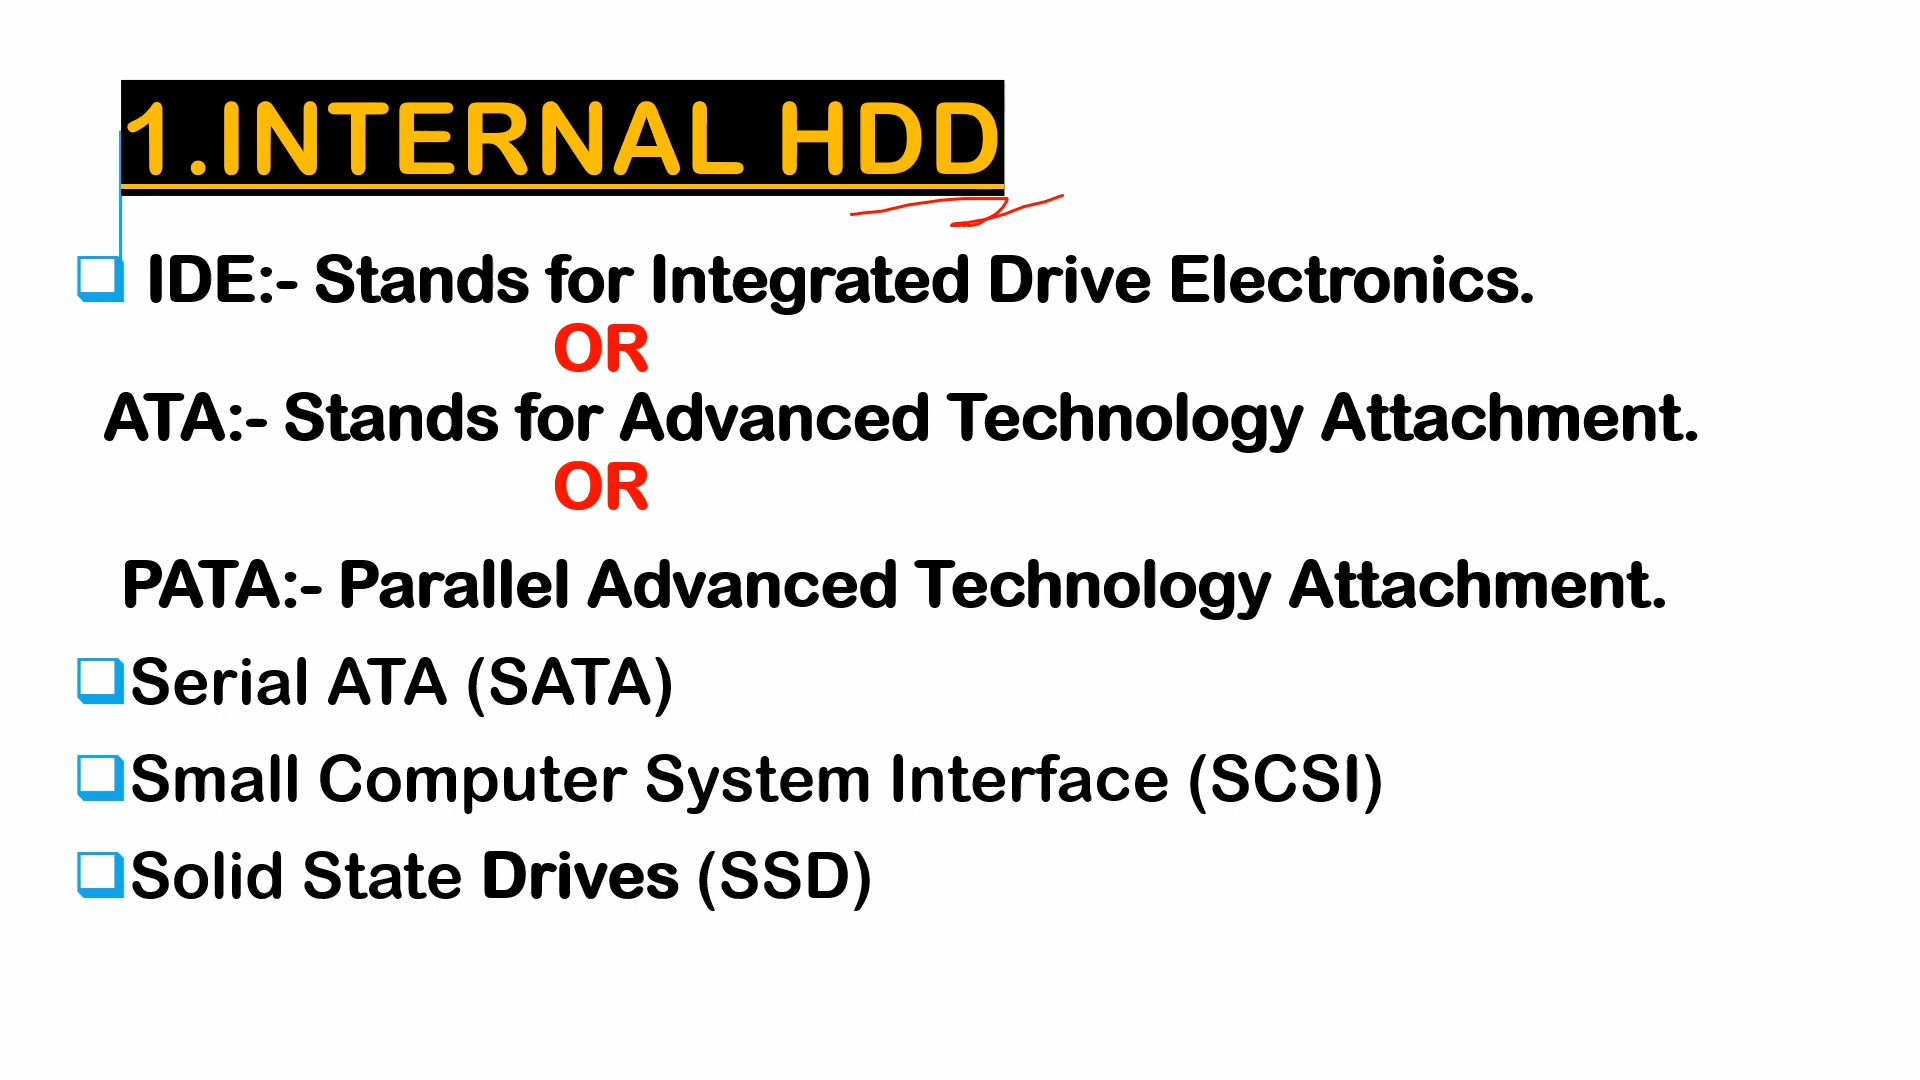 1.INTERNAL HDD
IDE:- Stands for Integrated Drive Electronics.
OR
ATA:- Stands for Advanced Technology Attachment.
OR
PATA:- Parallel Advanced Technology Attachment.
Serial ATA (SATA)
Small Computer System Interface (SCSI)
Solid State Drives (SSD)